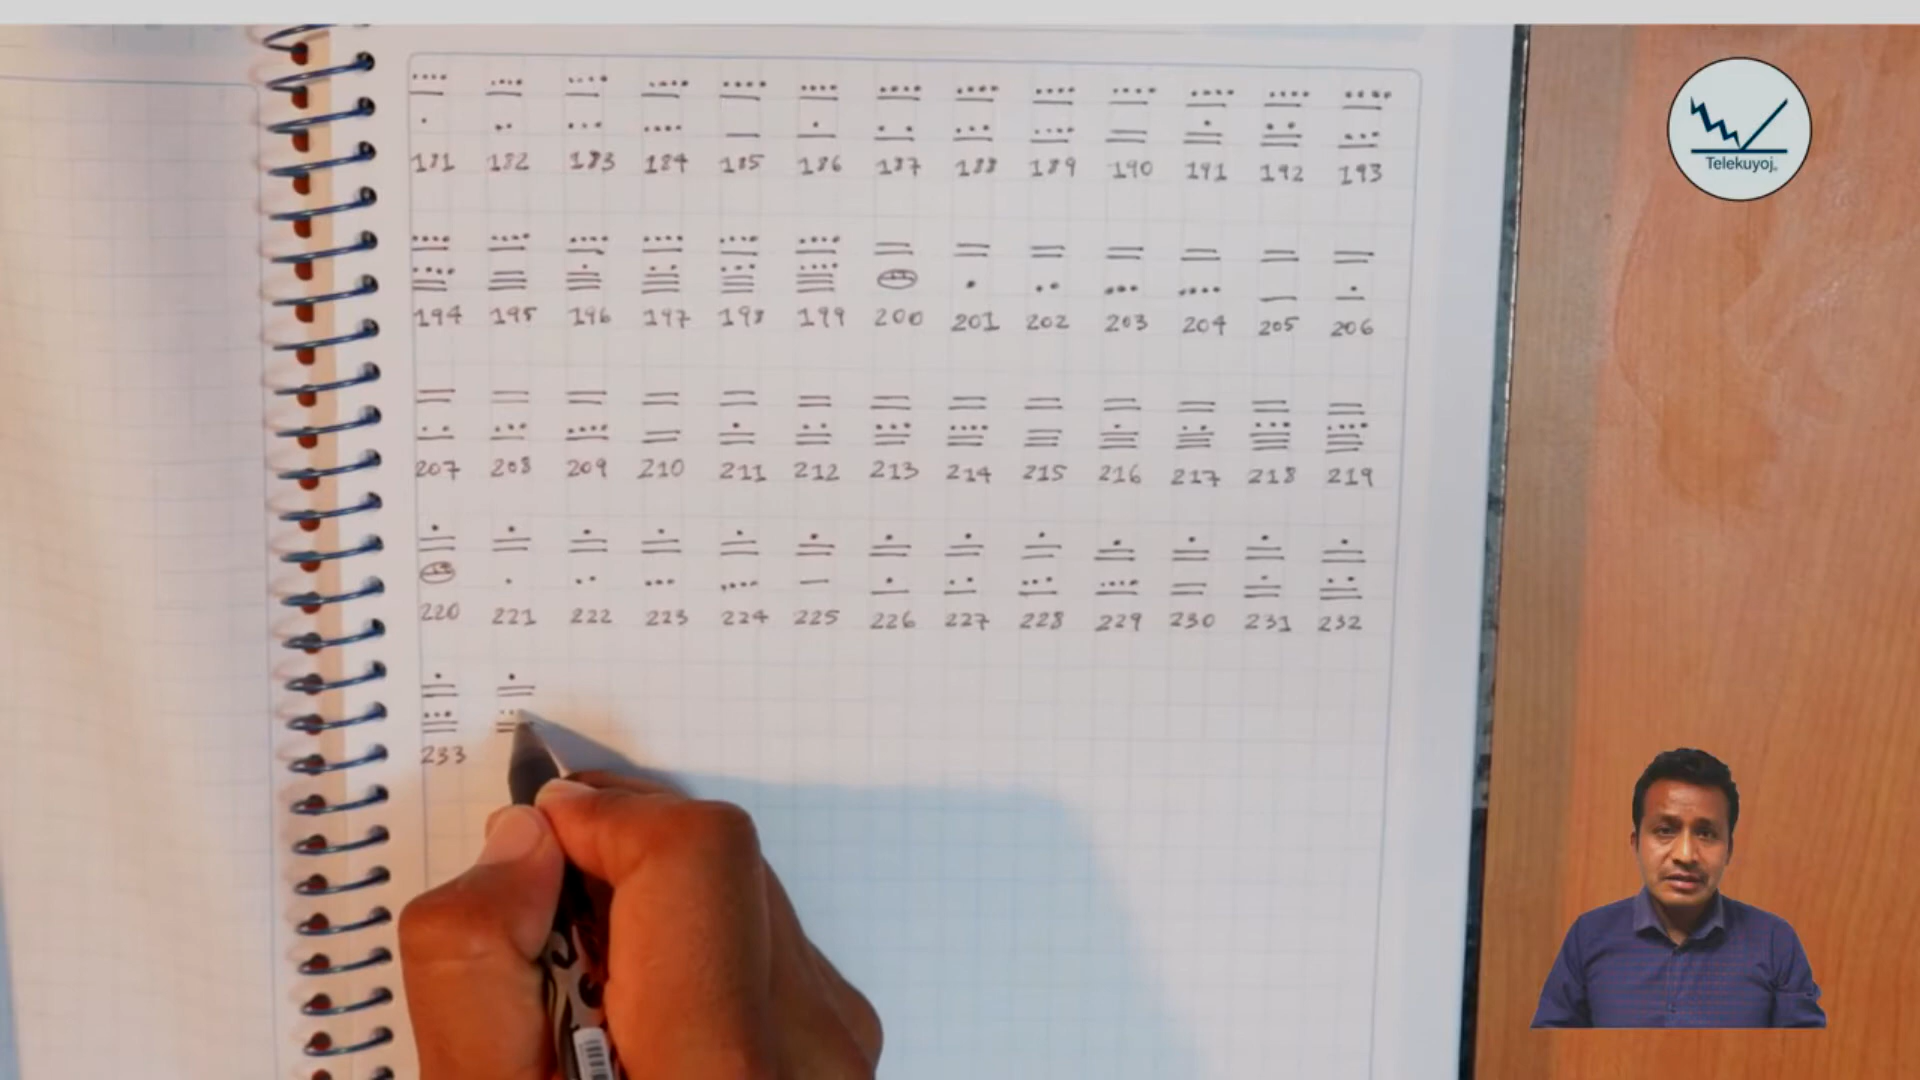 Telekuyoj
181 182 183 184 185 186 187 188 189 190 191 192 193
194 195 196 197 198 199 200 201 202 203 204 205 206
207 208 209 210 211 212 213 214 215 216 217 218 219
220 221 222 223 224 225 226 227 228 229 230 231 232
233